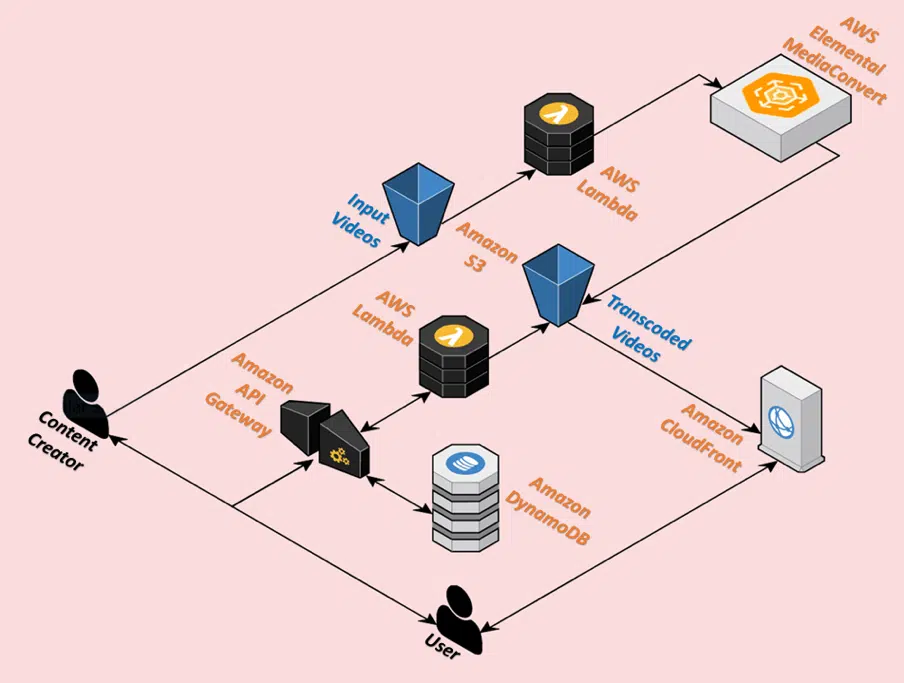 AWS
Elemental
MediaConvert
AWS
Lambda
Input
Videos
Amazon
S3
AWS
Lambda
Transcoded
Videos
Amazon
API
Gateway
Amazon
CloudFront
Content
Creator
Amazon
DynamoDB
User